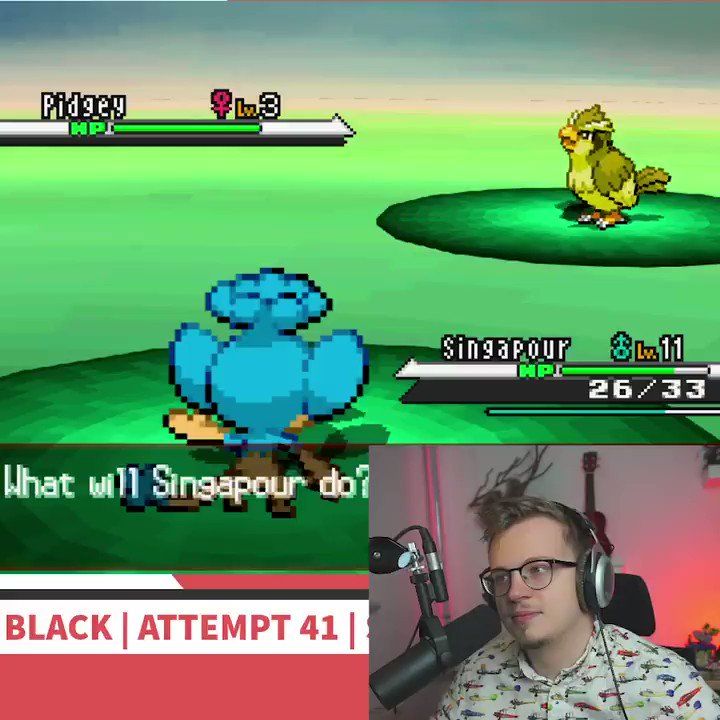 Pidgey ♀ Lv.3
HP
Singapour ♂ Lv.11
HP
26/33
What will Singapour do?
BLACK | ATTEMPT 41 |